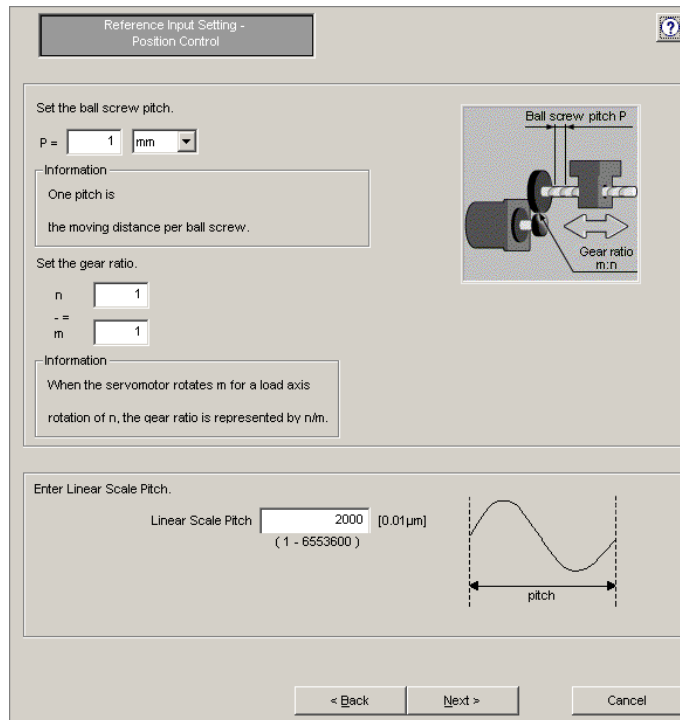 Reference Input Setting -
Position Control
?
Set the ball screw pitch.
P = 1 mm
Information
One pitch is
the moving distance per ball screw.
Ball screw pitch P
Gear ratio
m:n
Set the gear ratio.
n 1
- =
m 1
Information
When the servomotor rotates m for a load axis
rotation of n, the gear ratio is represented by n/m.
Enter Linear Scale Pitch.
Linear Scale Pitch 2000 [0.01µm]
( 1 - 6553600 )
pitch
< Back Next > Cancel